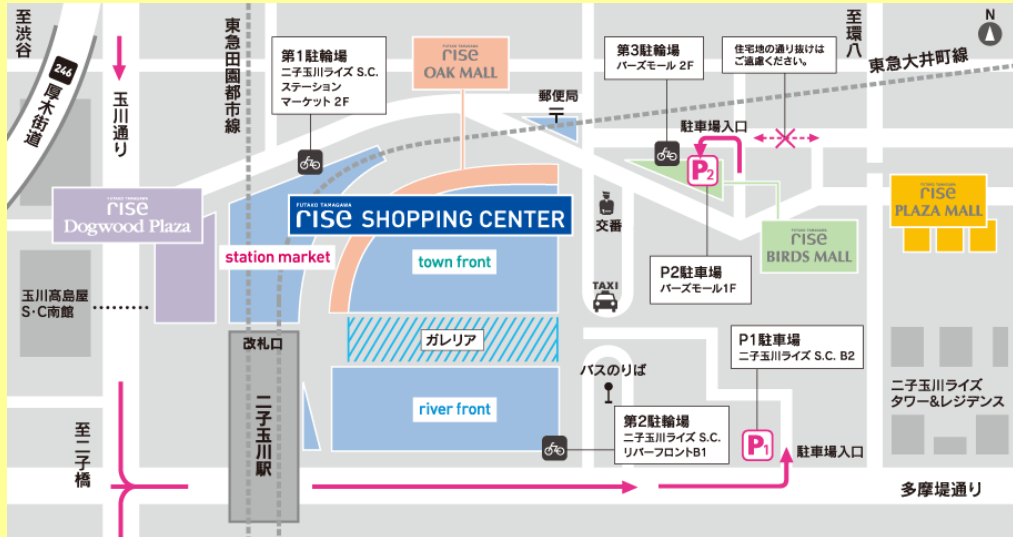 至渋谷
246
厚木街道
玉川通り
東急田園都市線
第1駐輪場
二子玉川ライズ S.C.
ステーション
マーケット 2F
FUTAKO TAMAGAWA
rise
OAK MALL
郵便局
〒
第3駐輪場
バーズモール 2F
住宅地の通り抜けは
ご遠慮ください。
至環八
東急大井町線
N
駐車場入口
P2
FUTAKO TAMAGAWA
rise
Dogwood Plaza
FUTAKO TAMAGAWA
rise SHOPPING CENTER
station market
town front
交番
FUTAKO TAMAGAWA
rise
BIRDS MALL
FUTAKO TAMAGAWA
rise
PLAZA MALL
P2駐車場
バーズモール1F
TAXI
玉川髙島屋
S・C南館
改札口
ガレリア
P1駐車場
二子玉川ライズ S.C. B2
バスのりば
二子玉川駅
river front
第2駐輪場
二子玉川ライズ S.C.
リバーフロントB1
P1
駐車場入口
二子玉川ライズ
タワー&レジデンス
至二子橋
多摩堤通り